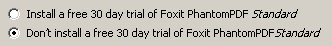 Install a free 30 day trial of Foxit PhantomPDF Standard
Don't install a free 30 day trial of Foxit PhantomPDFStandard